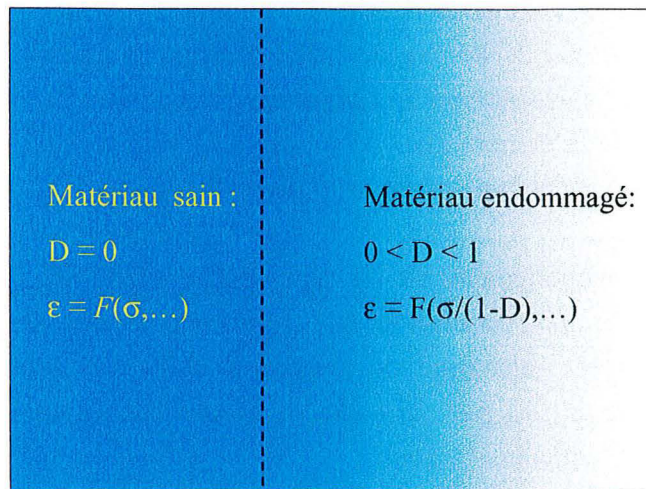 Matériau sain :
D = 0
ε = F(σ,…)
Matériau endommagé:
0 < D < 1
ε = F(σ/(1-D),…)